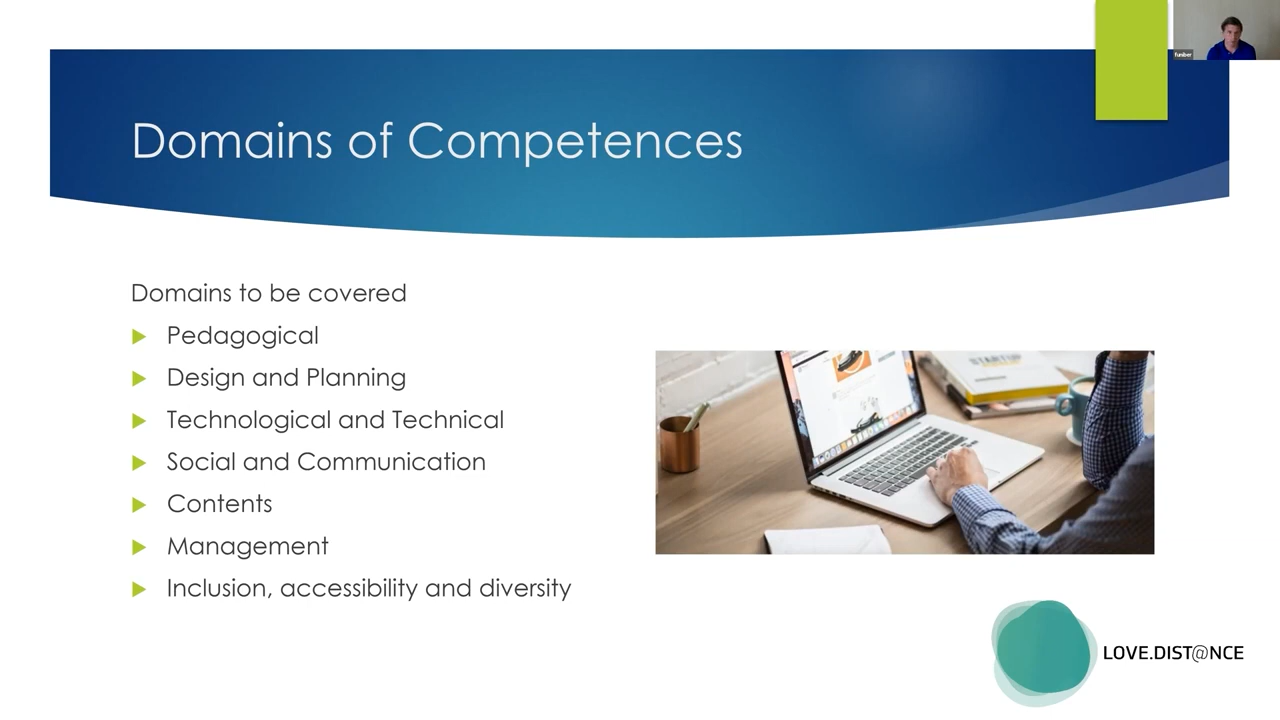 funiber
Domains of Competences
Domains to be covered
Pedagogical
Design and Planning
Technological and Technical
Social and Communication
Contents
Management
Inclusion, accessibility and diversity
LOVE.DIST@NCE